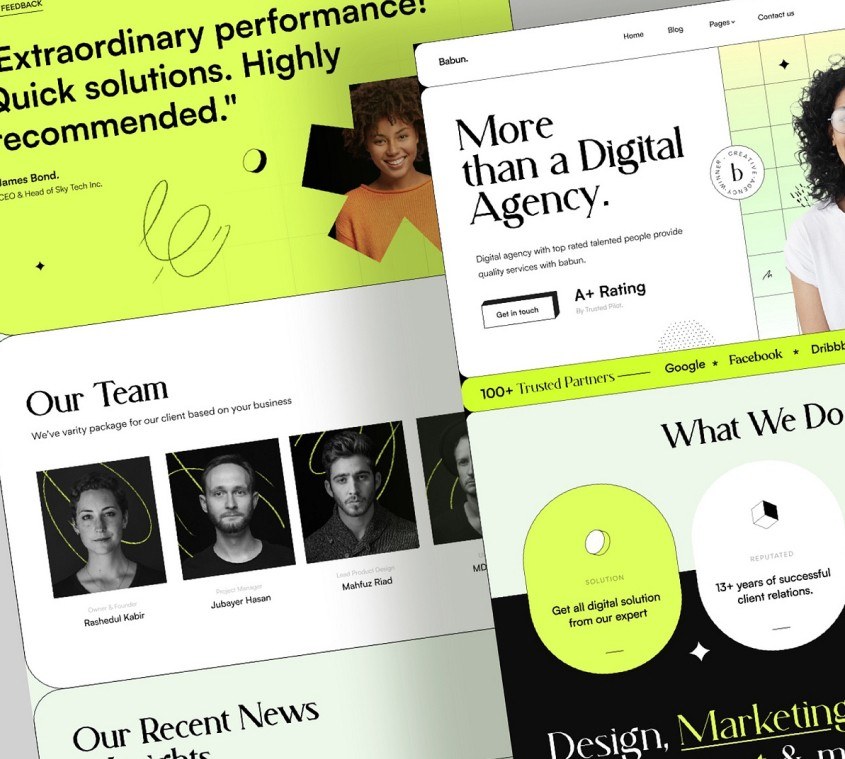 FEEDBACK
Extraordinary performance!
Quick solutions. Highly
recommended."
James Bond.
CEO & Head of Sky Tech Inc.
Our Team
We've varity package for our client based on your business
Owner & Founder
Rashedul Kabir
Project Manager
Jubayer Hasan
Lead Product Design
Mahfuz Riad
MD
Our Recent News
Babun.
Home
Blog
Pages
Contact us
More
than a Digital
Agency.
Digital agency with top rated talented people provide
quality services with babun.
Get in touch
A+ Rating
By Trusted Pilot.
CREATIVE AGENCY WINNER
b
100+ Trusted Partners
Google * Facebook * Dribbb
What We Do
SOLUTION
Get all digital solution
from our expert
REPUTATED
13+ years of successful
client relations.
Design, Marketing
& m